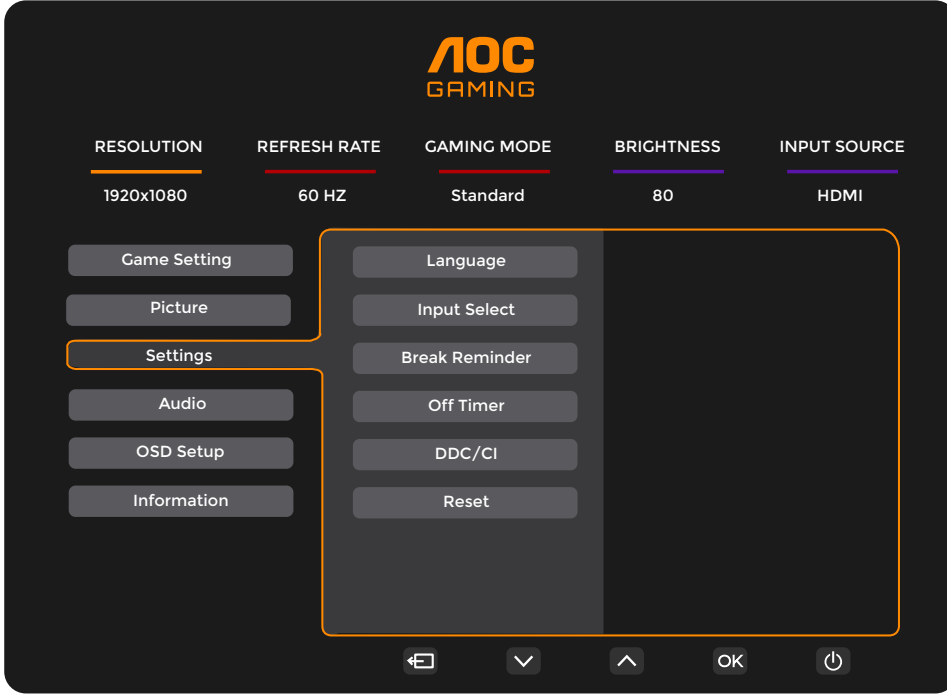 AOC
GAMING
RESOLUTION REFRESH RATE GAMING MODE BRIGHTNESS INPUT SOURCE
1920x1080 60 HZ Standard 80 HDMI
Game Setting
Picture
Settings
Audio
OSD Setup
Information
Language
Input Select
Break Reminder
Off Timer
DDC/CI
Reset
OK